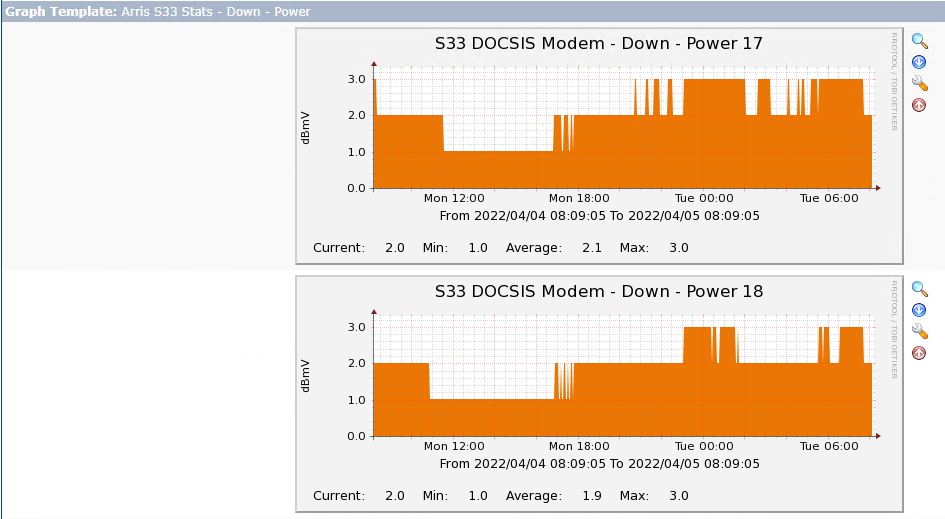 Graph Template: Arris S33 Stats - Down - Power
S33 DOCSIS Modem - Down - Power 17
RRDTOOL / TOBI OETIKER
dBmV
3.0
2.0
1.0
0.0
Mon 12:00 Mon 18:00 Tue 00:00 Tue 06:00
From 2022/04/04 08:09:05 To 2022/04/05 08:09:05
Current: 2.0 Min: 1.0 Average: 2.1 Max: 3.0
S33 DOCSIS Modem - Down - Power 18
RRDTOOL / TOBI OETIKER
dBmV
3.0
2.0
1.0
0.0
Mon 12:00 Mon 18:00 Tue 00:00 Tue 06:00
From 2022/04/04 08:09:05 To 2022/04/05 08:09:05
Current: 2.0 Min: 1.0 Average: 1.9 Max: 3.0